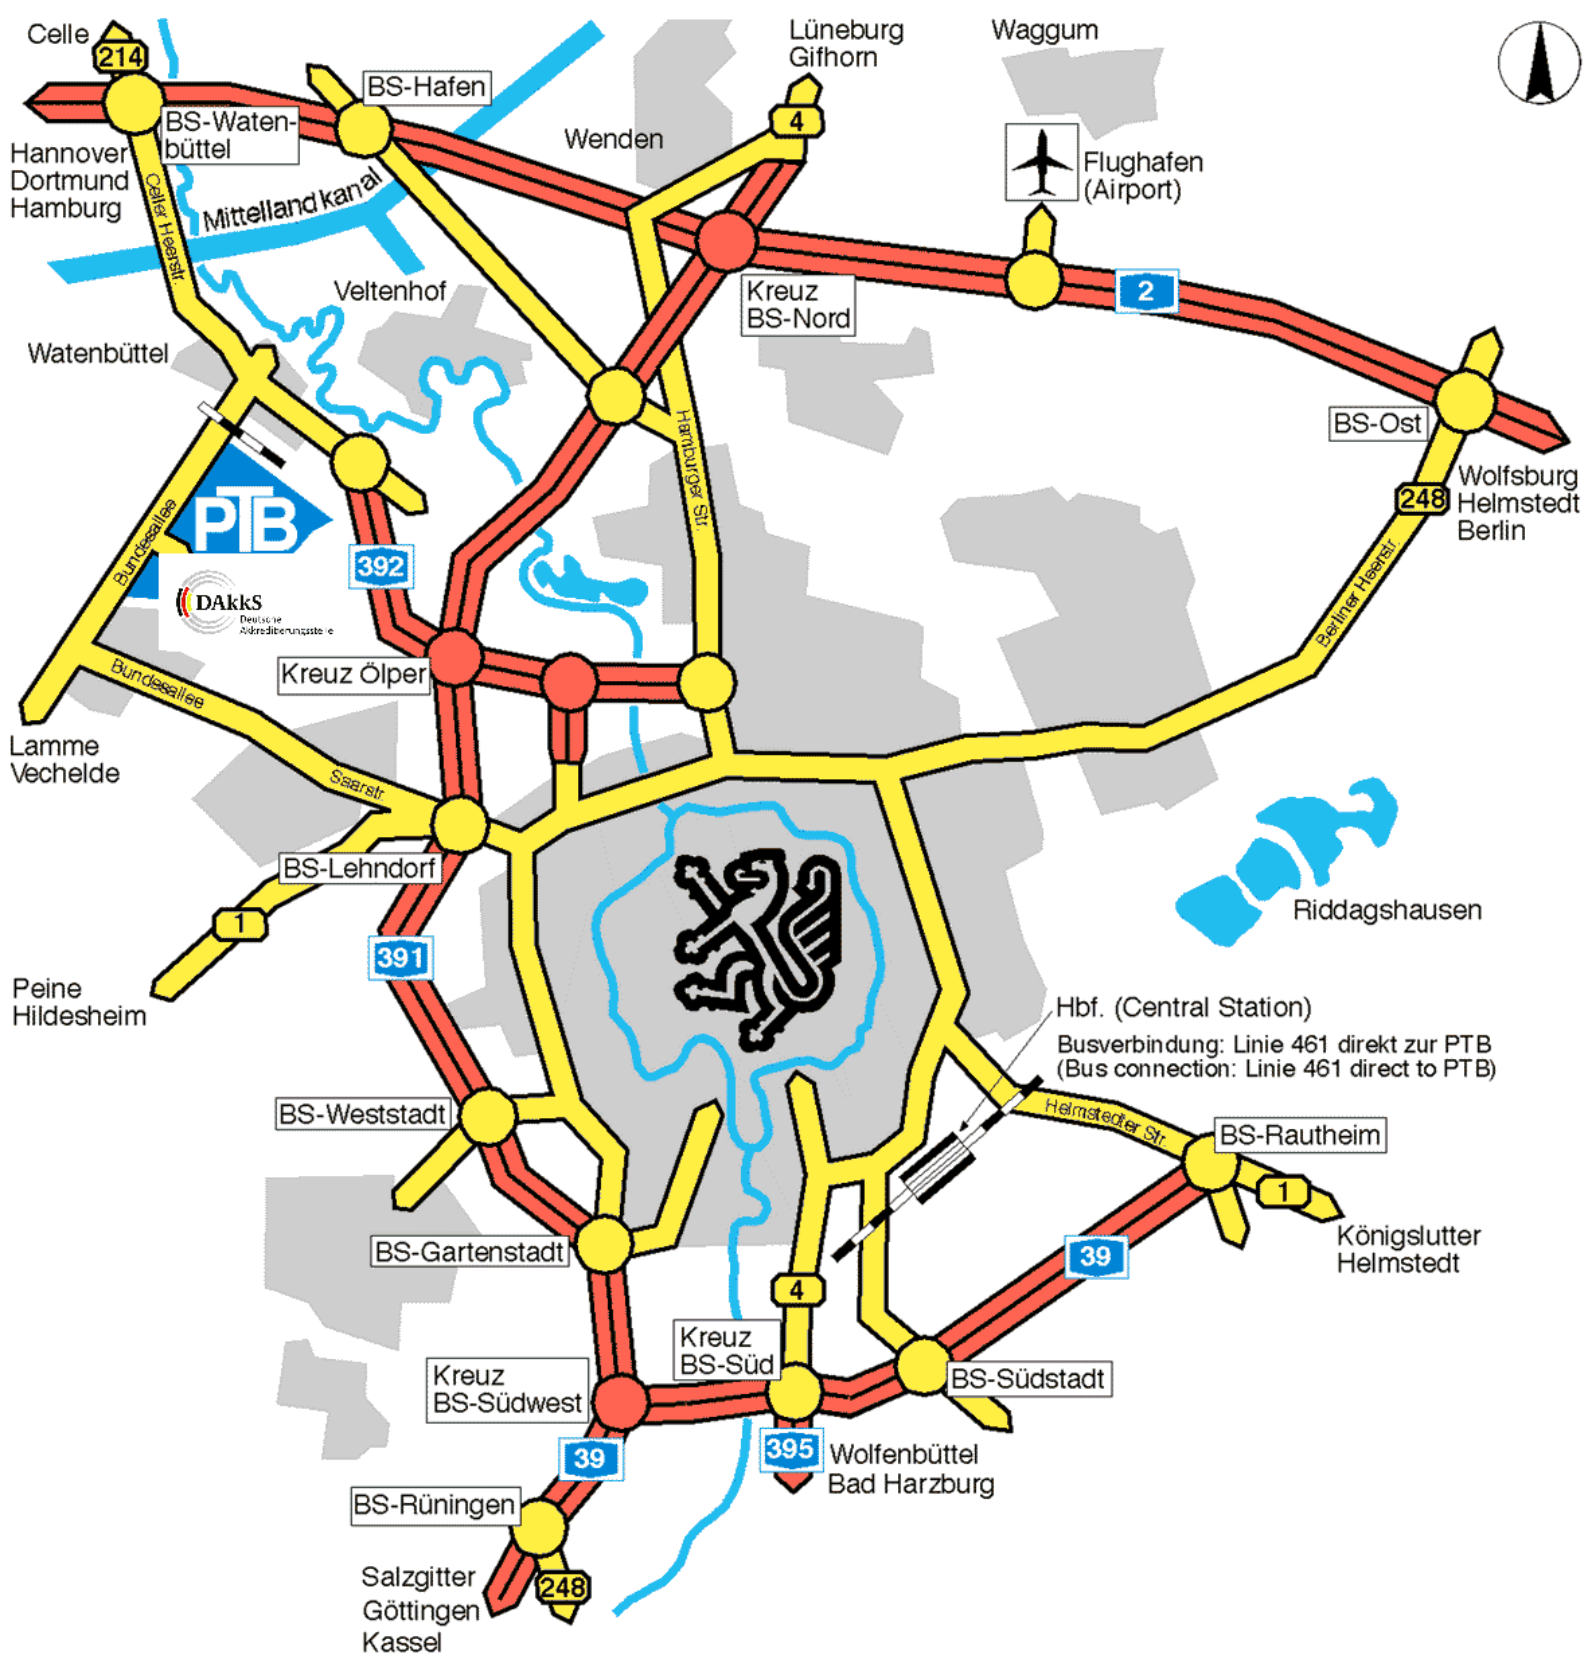 Celle
214
BS-Hafen
Lüneburg
Gifhorn
Waggum
BS-Waten-
büttel
4
Wenden
Hannover
Dortmund
Hamburg
Flughafen
(Airport)
Celler Heerstr.
Mittellandkanal
Veltenhof
Kreuz
BS-Nord
2
Watenbüttel
BS-Ost
Hamburger Str.
Wolfsburg
Helmstedt
Berlin
248
PTB
Bundesallee
392
DAkkS
Deutsche
Akkreditierungsstelle
Berliner Heerstr.
Kreuz Ölper
Bundesallee
Lamme
Vechelde
Saarstr.
BS-Lehndorf
1
Riddagshausen
391
Peine
Hildesheim
Hbf. (Central Station)
Busverbindung: Linie 461 direkt zur PTB
(Bus connection: Linie 461 direct to PTB)
BS-Weststadt
Helmstedter Str.
BS-Rautheim
1
BS-Gartenstadt
Königslutter
Helmstedt
39
4
Kreuz
BS-Süd
Kreuz
BS-Südwest
BS-Südstadt
39
395
Wolfenbüttel
Bad Harzburg
BS-Rüningen
Salzgitter
Göttingen
Kassel
248